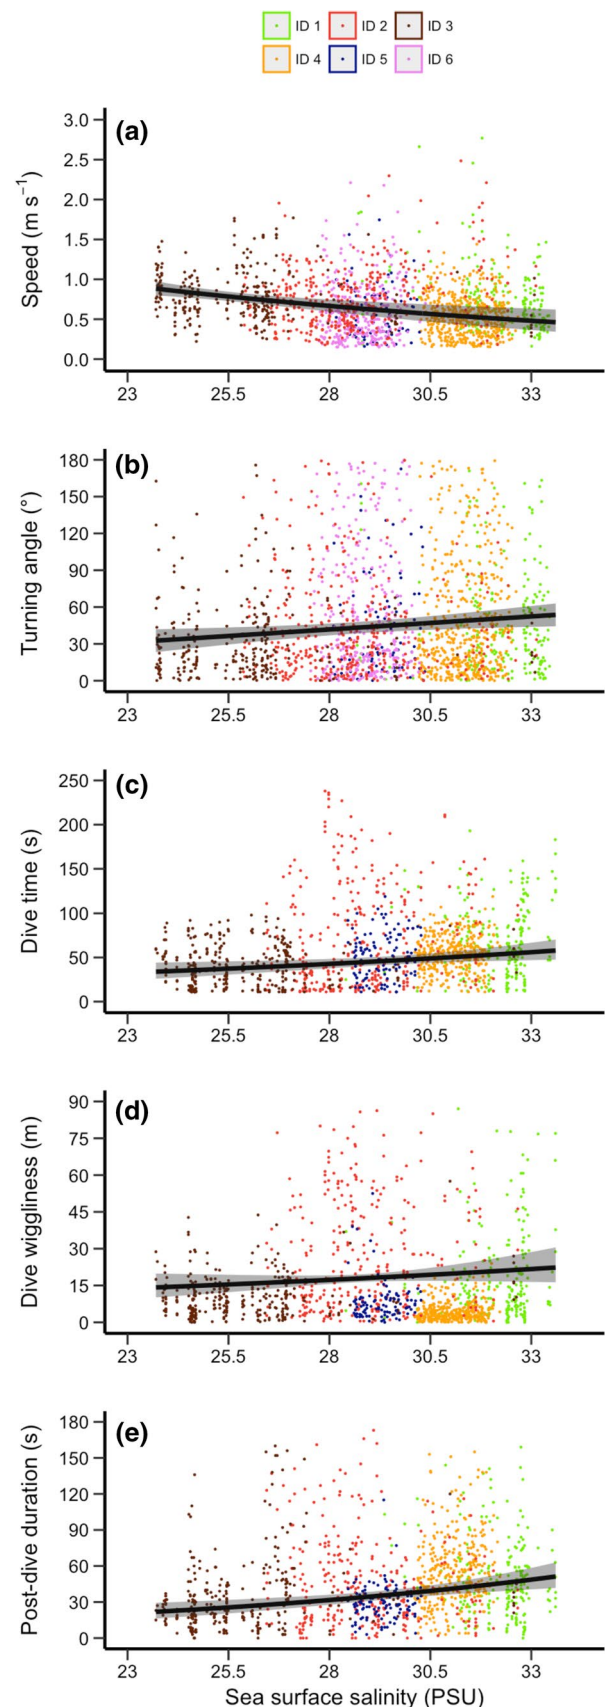 ID 1 ID 2 ID 3
ID 4 ID 5 ID 6
(a)
Speed (m s⁻¹)
3.0
2.5
2.0
1.5
1.0
0.5
0.0
23 25.5 28 30.5 33
(b)
Turning angle (°)
180
150
120
90
60
30
0
23 25.5 28 30.5 33
(c)
Dive time (s)
250
200
150
100
50
0
23 25.5 28 30.5 33
(d)
Dive wiggliness (m)
90
75
60
45
30
15
0
23 25.5 28 30.5 33
(e)
Post-dive duration (s)
180
150
120
90
60
30
0
23 25.5 28 30.5 33
Sea surface salinity (PSU)